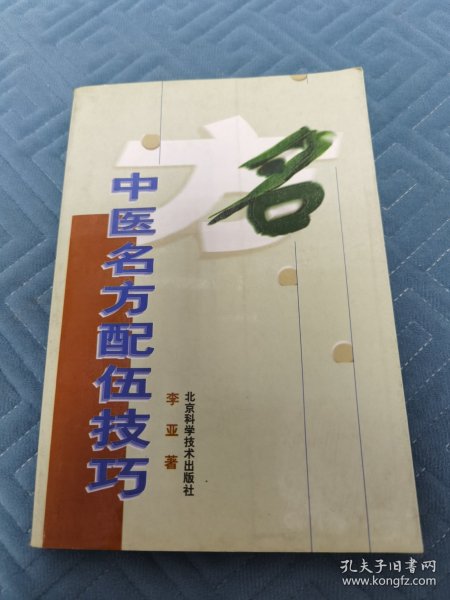 名
方
中医名方配伍技巧
李亚著
北京科学技术出版社
孔夫子旧书网
www.kongfz.com